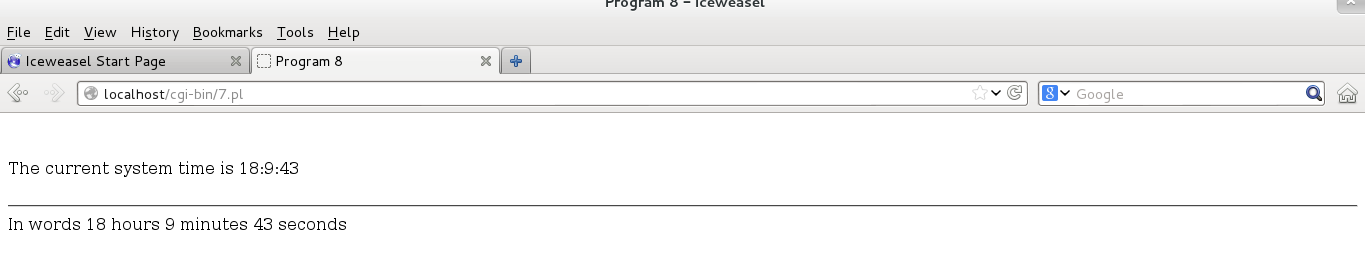 Program 8 - Iceweasel
File Edit View History Bookmarks Tools Help
Iceweasel Start Page Program 8
localhost/cgi-bin/7.pl 8 Google
The current system time is 18:9:43
In words 18 hours 9 minutes 43 seconds